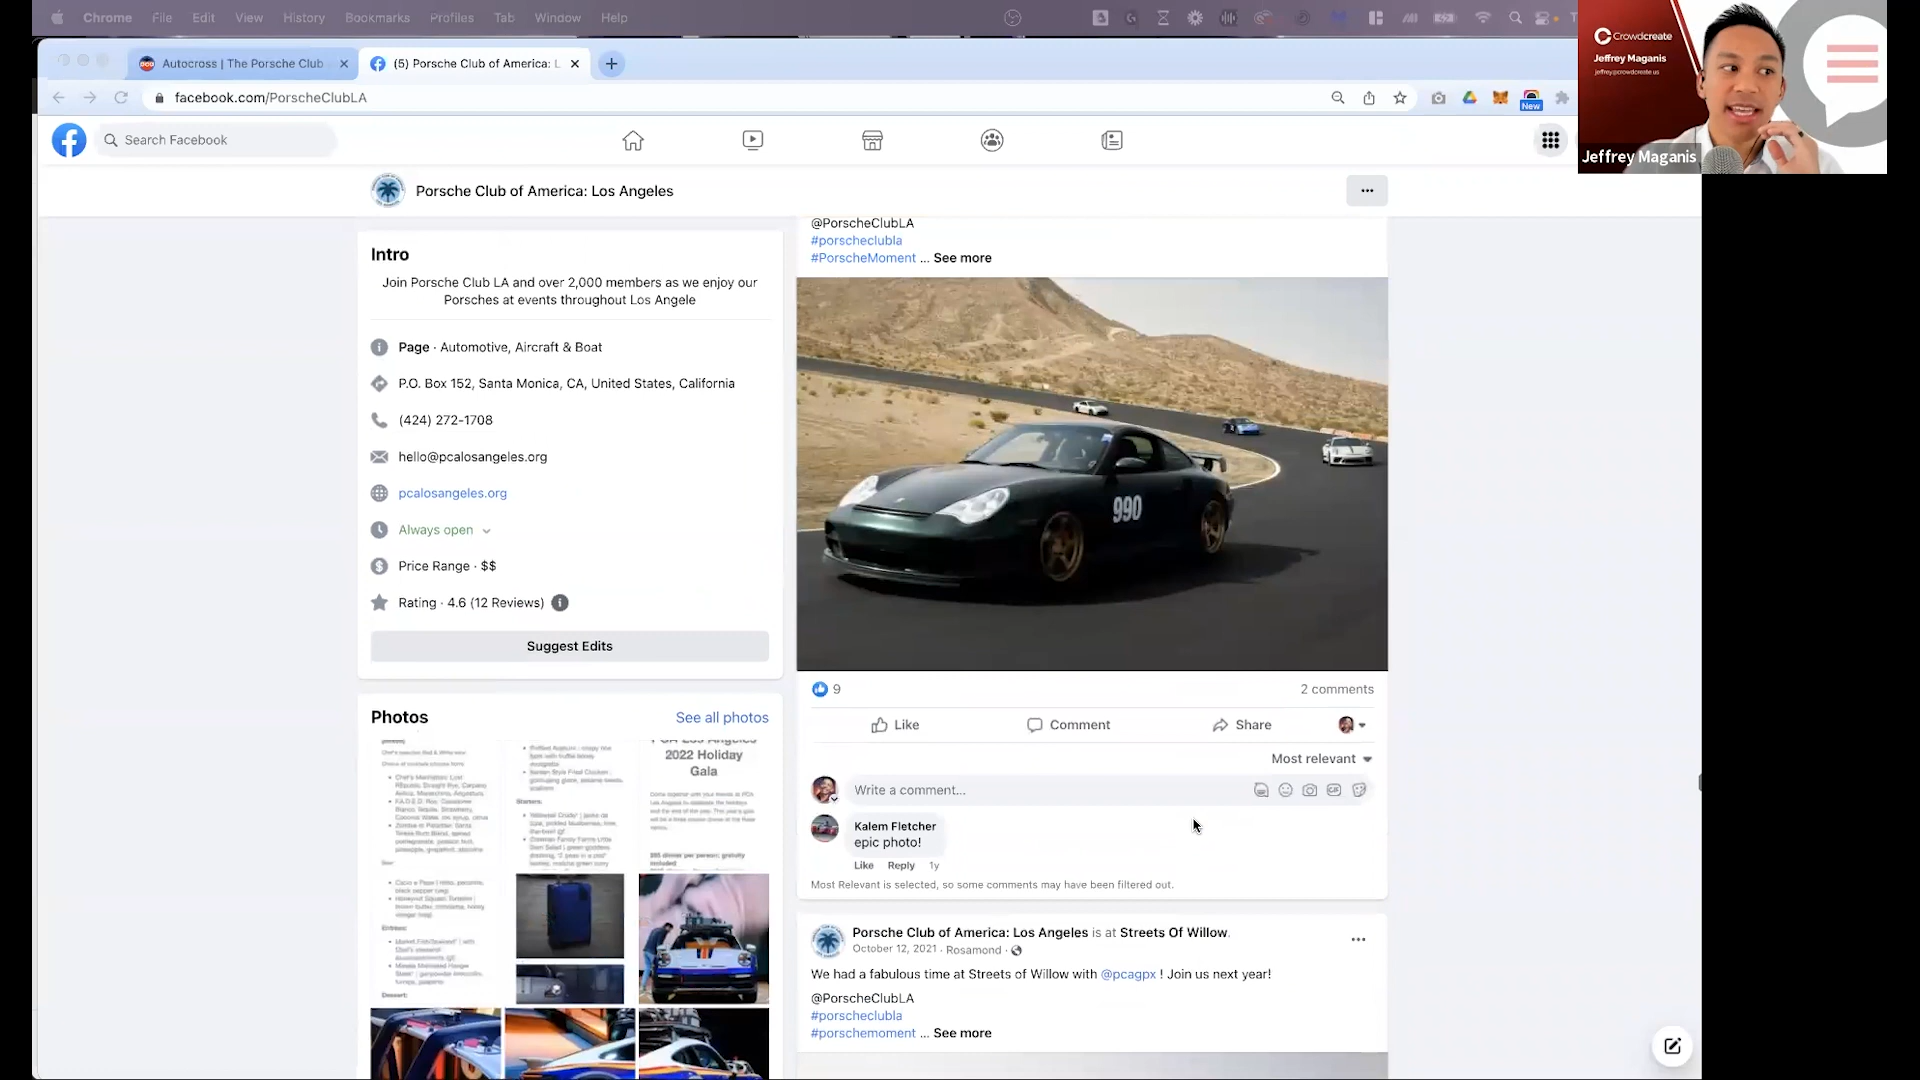 Chrome File Edit View History Bookmarks Profiles Tab Window Help
Autocross | The Porsche Club
(5) Porsche Club of America: L
facebook.com/PorscheClubLA
New
Search Facebook
Porsche Club of America: Los Angeles
Crowdcreate
Jeffrey Maganis
jeffrey@crowdcreate.us
Jeffrey Maganis
Intro
Join Porsche Club LA and over 2,000 members as we enjoy our
Porsches at events throughout Los Angele
Page · Automotive, Aircraft & Boat
P.O. Box 152, Santa Monica, CA, United States, California
(424) 272-1708
hello@pcalosangeles.org
pcalosangeles.org
Always open
Price Range · $$
Rating · 4.6 (12 Reviews)
Suggest Edits
Photos
See all photos
2022 Holiday
Gala
@PorscheClubLA
#porscheclubla
#PorscheMoment ... See more
990
9
2 comments
Like
Comment
Share
Most relevant
Write a comment...
GIF
Kalem Fletcher
epic photo!
Like Reply 1y
Most Relevant is selected, so some comments may have been filtered out.
Porsche Club of America: Los Angeles is at Streets Of Willow.
October 12, 2021 · Rosamond ·
We had a fabulous time at Streets of Willow with @pcagpx ! Join us next year!
@PorscheClubLA
#porscheclubla
#porschemoment ... See more